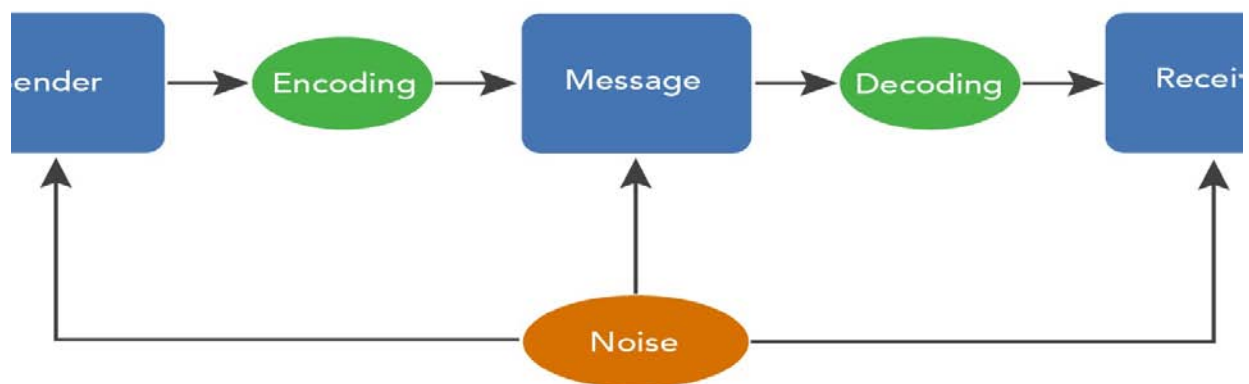 ender
Encoding
Message
Decoding
Recei
Noise